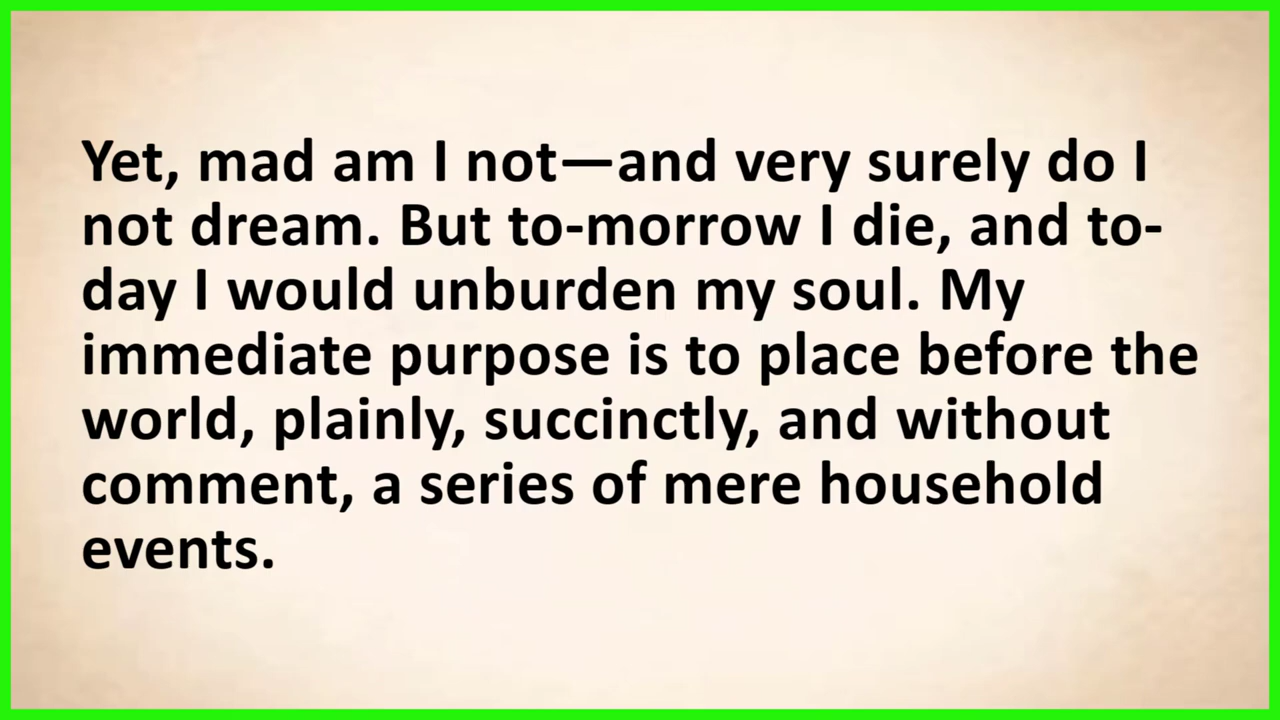 Yet, mad am I not—and very surely do I
not dream. But to-morrow I die, and to-
day I would unburden my soul. My
immediate purpose is to place before the
world, plainly, succinctly, and without
comment, a series of mere household
events.